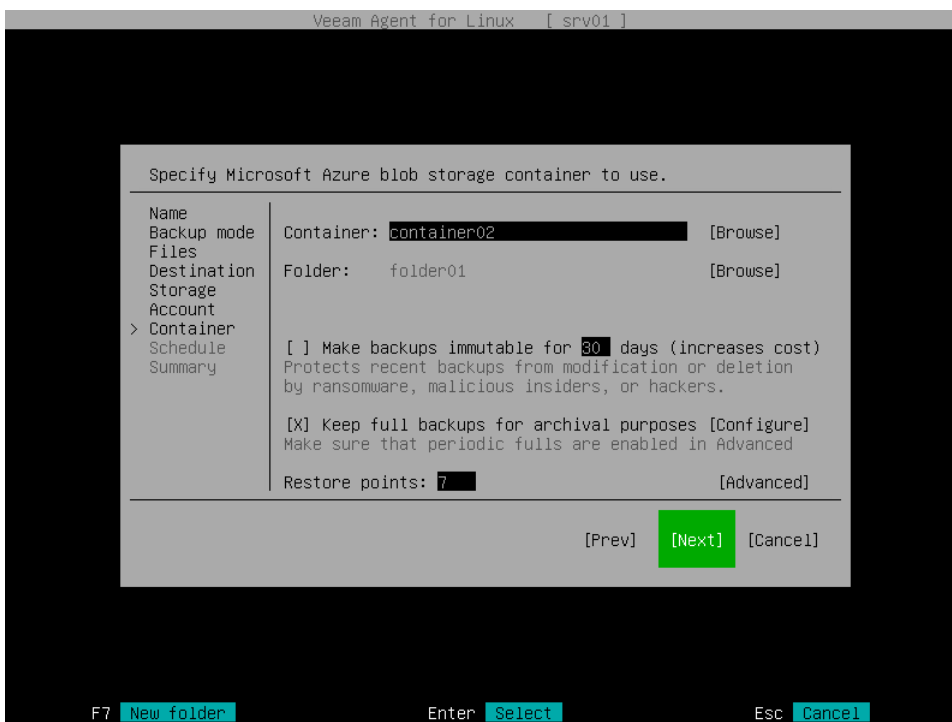 Veeam Agent for Linux [ srv01 ]
Specify Microsoft Azure blob storage container to use.
Name
Backup mode
Files
Destination
Storage
Account
> Container
Schedule
Summary
Container: container02 [Browse]
Folder: folder01 [Browse]
[ ] Make backups immutable for 30 days (increases cost)
Protects recent backups from modification or deletion
by ransomware, malicious insiders, or hackers.
[X] Keep full backups for archival purposes [Configure]
Make sure that periodic fulls are enabled in Advanced
Restore points: 7 [Advanced]
[Prev] [Next] [Cancel]
F7 New folder Enter Select Esc Cancel